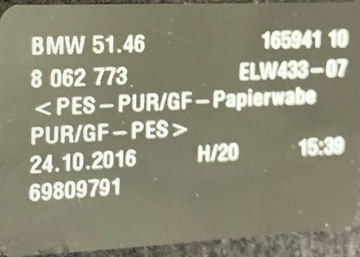 BMW 51.46 165941 10
8 062 773 ELW433-07
<PES-PUR/GF-Papierwabe
PUR/GF-PES>
24.10.2016 H/20 15:39
69809791